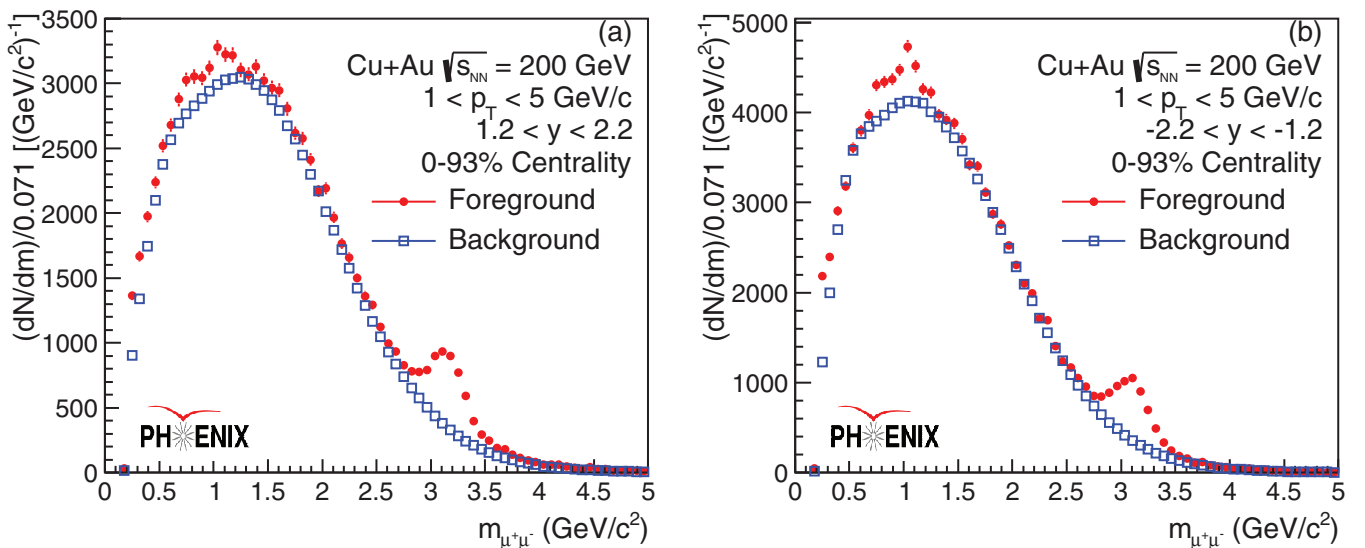 (a)
Cu+Au √s_NN = 200 GeV
1 < p_T < 5 GeV/c
1.2 < y < 2.2
0-93% Centrality
Foreground
Background
PHENIX
(dN/dm)/0.071 [(GeV/c²)⁻¹]
3500
3000
2500
2000
1500
1000
500
0
0 0.5 1 1.5 2 2.5 3 3.5 4 4.5 5
m_μ⁺μ⁻ (GeV/c²)
(b)
Cu+Au √s_NN = 200 GeV
1 < p_T < 5 GeV/c
-2.2 < y < -1.2
0-93% Centrality
Foreground
Background
PHENIX
(dN/dm)/0.071 [(GeV/c²)⁻¹]
5000
4000
3000
2000
1000
0
0 0.5 1 1.5 2 2.5 3 3.5 4 4.5 5
m_μ⁺μ⁻ (GeV/c²)